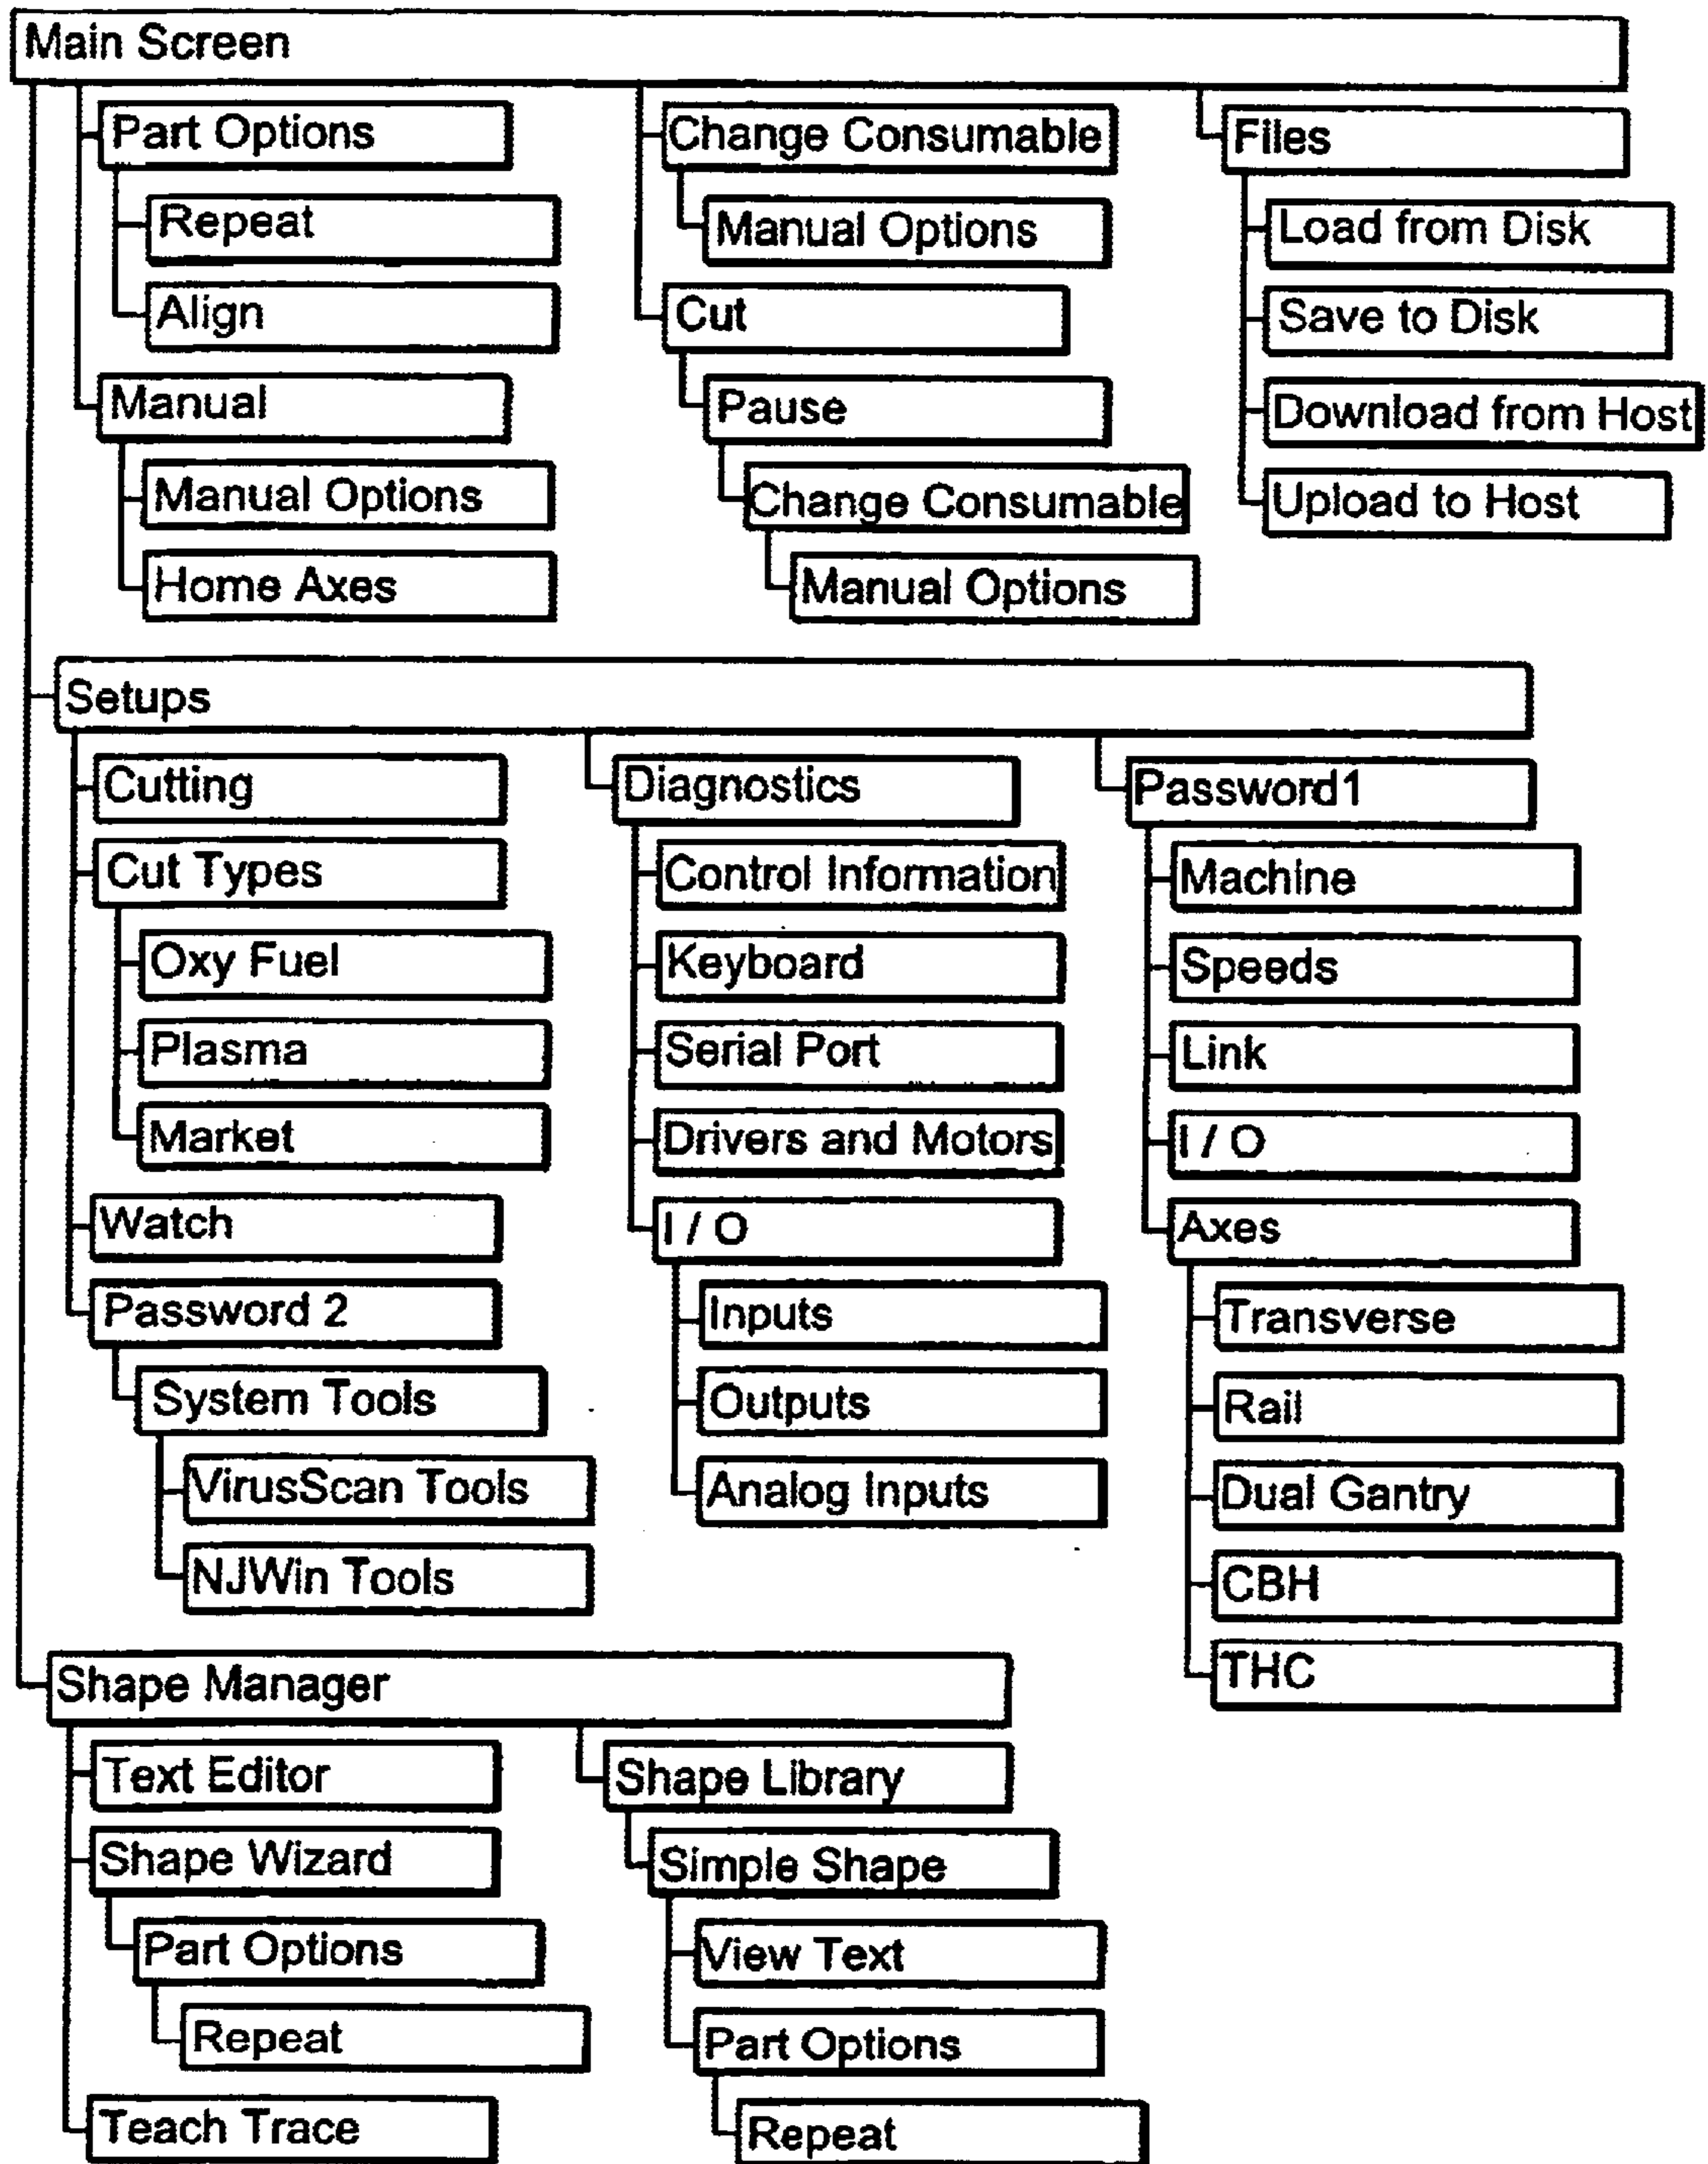 Main Screen
Part Options
Repeat
Align
Manual
Manual Options
Home Axes
Change Consumable
Manual Options
Cut
Pause
Change Consumable
Manual Options
Files
Load from Disk
Save to Disk
Download from Host
Upload to Host
Setups
Cutting
Cut Types
Oxy Fuel
Plasma
Market
Watch
Password 2
System Tools
VirusScan Tools
NJWin Tools
Diagnostics
Control Information
Keyboard
Serial Port
Drivers and Motors
I / O
Inputs
Outputs
Analog Inputs
Password1
Machine
Speeds
Link
I / O
Axes
Transverse
Rail
Dual Gantry
CBH
THC
Shape Manager
Text Editor
Shape Wizard
Part Options
Repeat
Teach Trace
Shape Library
Simple Shape
View Text
Part Options
Repeat